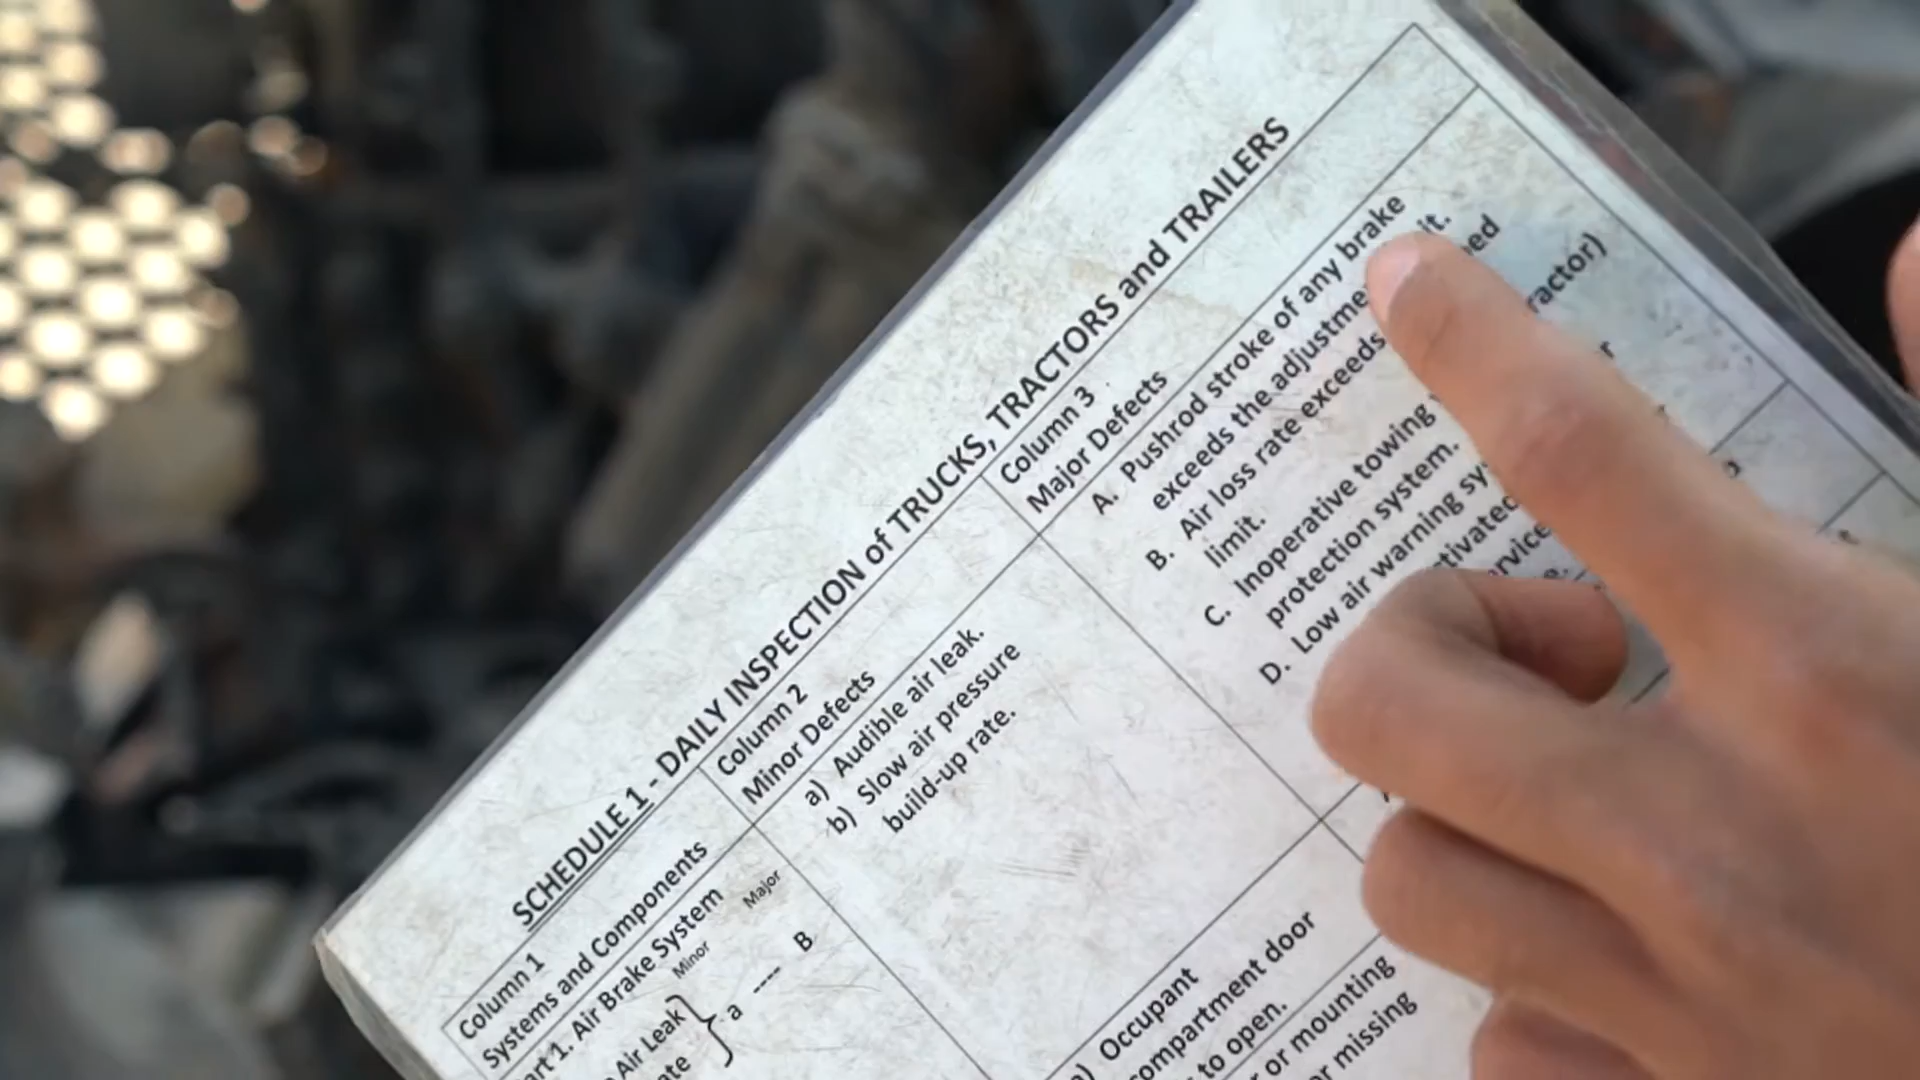 SCHEDULE 1 - DAILY INSPECTION of TRUCKS, TRACTORS and TRAILERS
Column 1
Systems and Components
Part 1. Air Brake System
Minor
Major
Air Leak
a ---- B
Column 2
Minor Defects
a) Audible air leak.
b) Slow air pressure
build-up rate.
Column 3
Major Defects
A. Pushrod stroke of any brake
exceeds the
B. Air loss rate exceeds
limit.
C. Inoperative towing
protection system.
D. Low air warning
Occupant
compartment door
to open.
or mounting
or missing